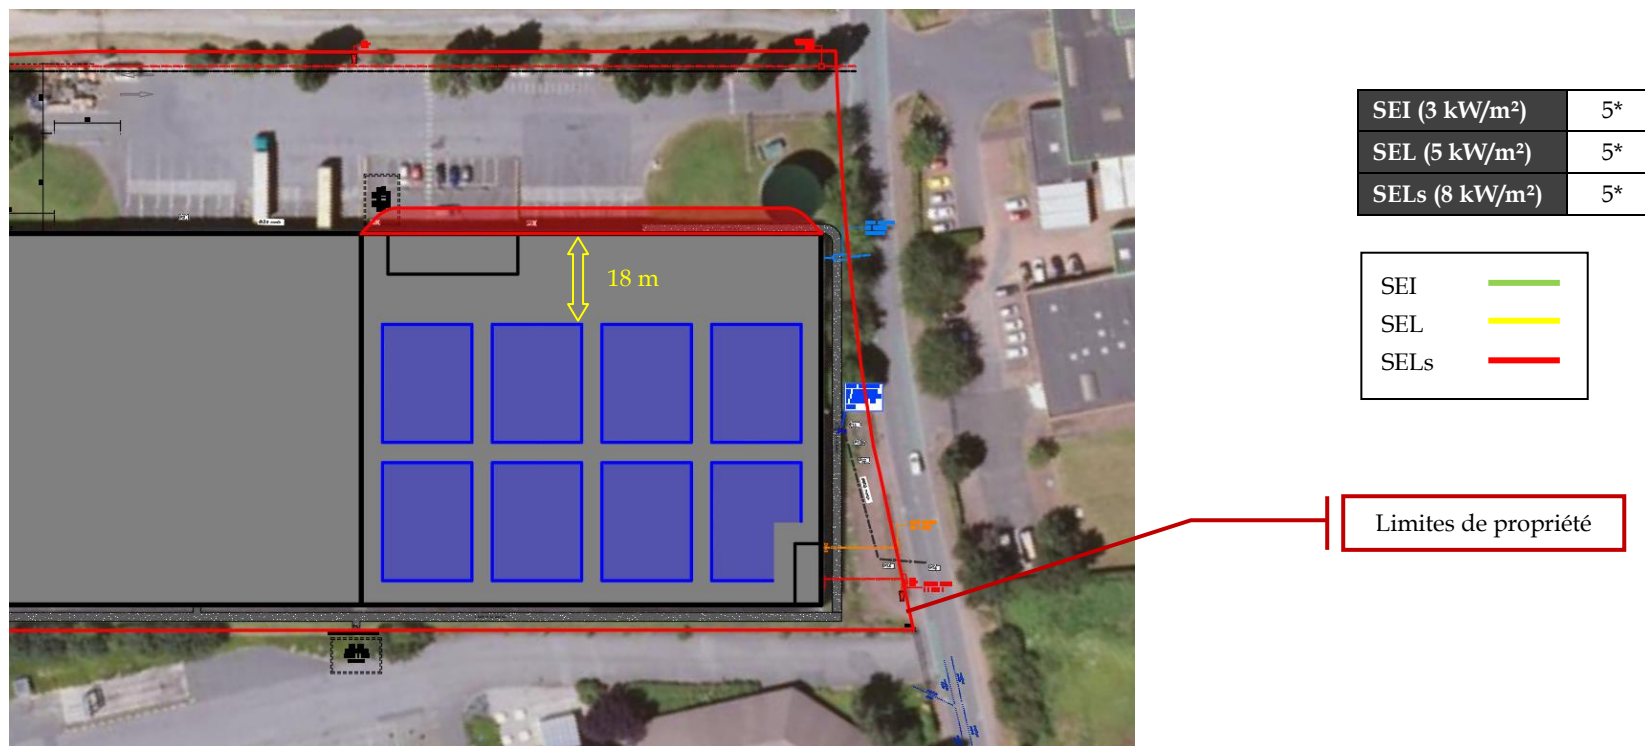 18 m
SEI (3 kW/m²) 5*
SEL (5 kW/m²) 5*
SELs (8 kW/m²) 5*
SEI
SEL
SELs
Limites de propriété